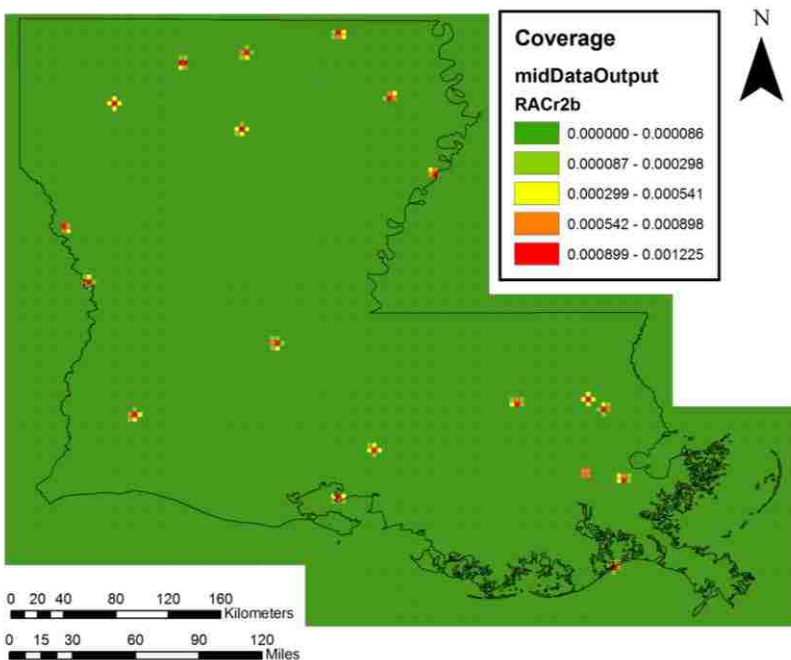 N
Coverage
midDataOutput
RACr2b
0.000000 - 0.000086
0.000087 - 0.000298
0.000299 - 0.000541
0.000542 - 0.000898
0.000899 - 0.001225
0 20 40 80 120 160
Kilometers
0 15 30 60 90 120
Miles